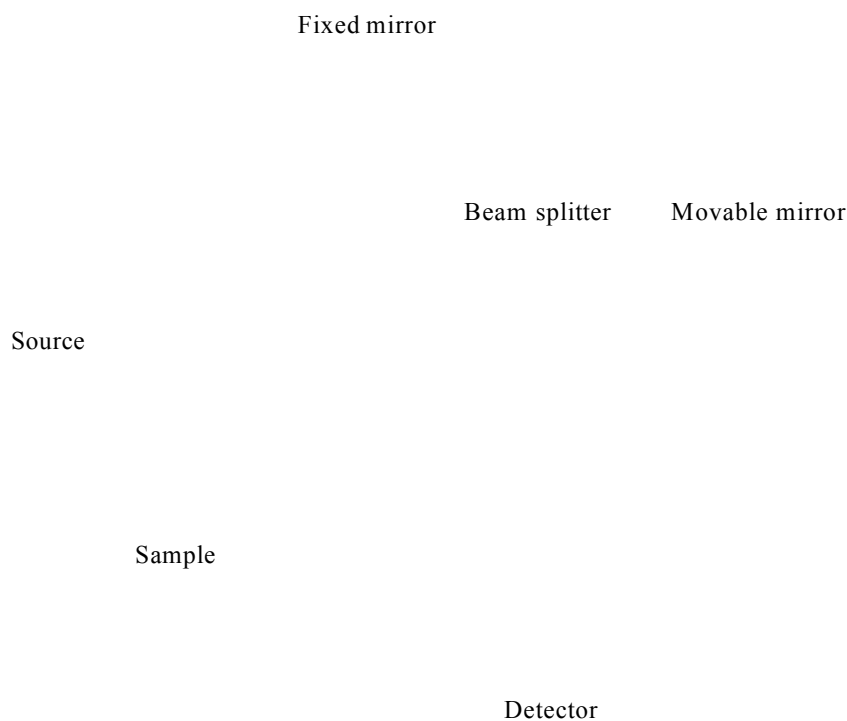 Fixed mirror
Beam splitter
Movable mirror
Source
Sample
Detector